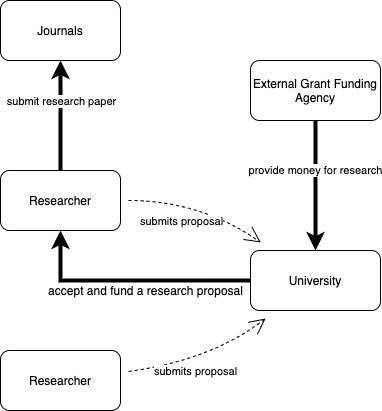 Journals
submit research paper
External Grant Funding
Agency
provide money for research
Researcher
submits proposal
University
accept and fund a research proposal
submits proposal
Researcher